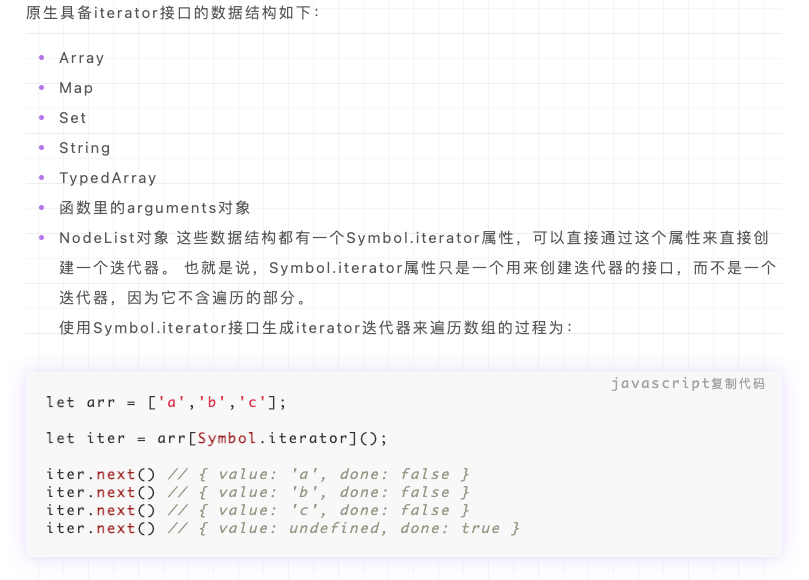 原生具备iterator接口的数据结构如下：
Array
Map
Set
String
TypedArray
函数里的arguments对象
NodeList对象 这些数据结构都有一个Symbol.iterator属性，可以直接通过这个属性来直接创
建一个迭代器。 也就是说，Symbol.iterator属性只是一个用来创建迭代器的接口，而不是一个
迭代器，因为它不含遍历的部分。
使用Symbol.iterator接口生成iterator迭代器来遍历数组的过程为：
javascript复制代码
let arr = ['a','b','c'];
let iter = arr[Symbol.iterator]();
iter.next() // { value: 'a', done: false }
iter.next() // { value: 'b', done: false }
iter.next() // { value: 'c', done: false }
iter.next() // { value: undefined, done: true }